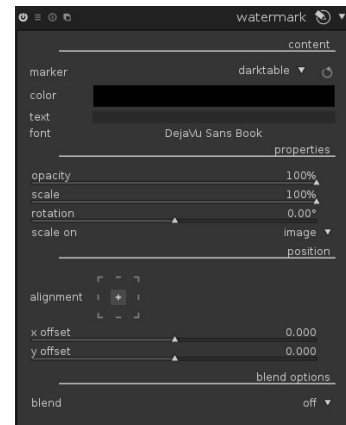 watermark
content
marker darktable
color
text
font DejaVu Sans Book
properties
opacity 100%
scale 100%
rotation 0.00°
scale on image
position
alignment
x offset 0.000
y offset 0.000
blend options
blend off